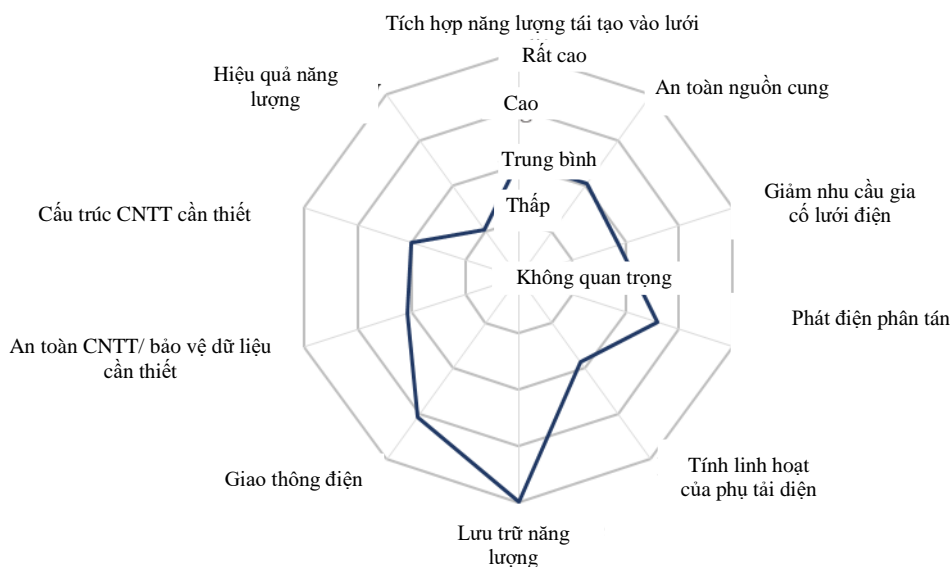 Tích hợp năng lượng tái tạo vào lưới
Rất cao
Hiệu quả năng
lượng
An toàn nguồn cung
Cao
Trung bình
Giảm nhu cầu gia
cố lưới điện
Cấu trúc CNTT cần thiết
Thấp
Không quan trọng
Phát điện phân tán
An toàn CNTT/ bảo vệ dữ liệu
cần thiết
Giao thông điện
Tính linh hoạt
của phụ tải diện
Lưu trữ năng
lượng